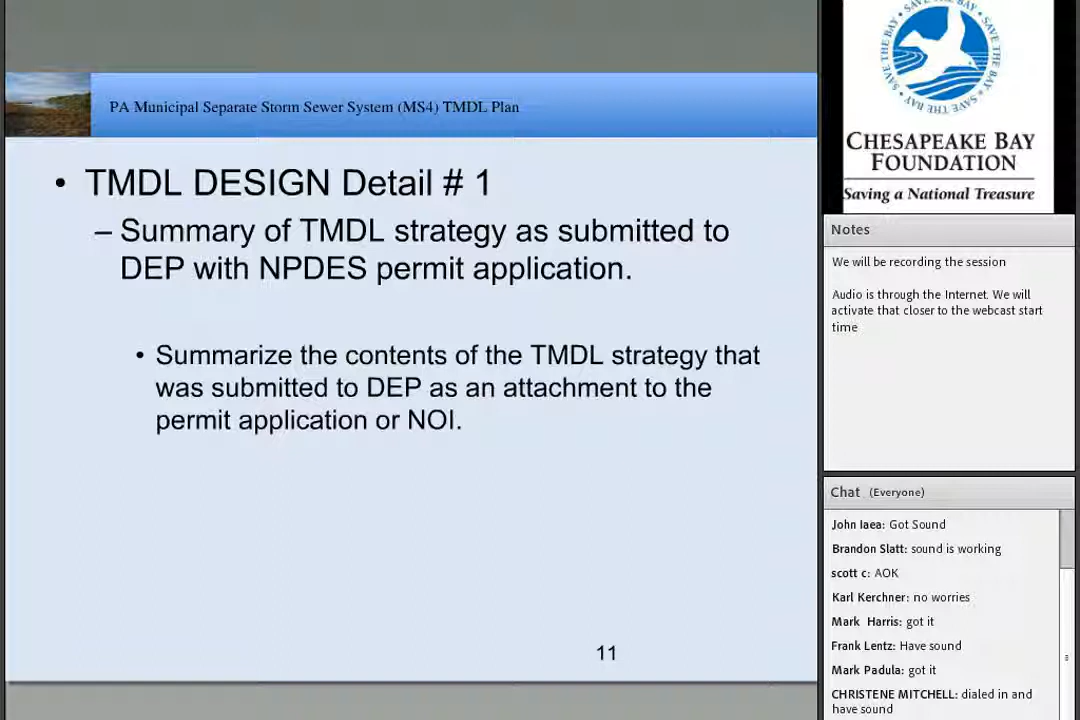 PA Municipal Separate Storm Sewer System (MS4) TMDL Plan
• TMDL DESIGN Detail # 1
– Summary of TMDL strategy as submitted to
DEP with NPDES permit application.
• Summarize the contents of the TMDL strategy that
was submitted to DEP as an attachment to the
permit application or NOI.
11
SAVE THE BAY • SAVE THE BAY • SAVE THE BAY •
CHESAPEAKE BAY
FOUNDATION
Saving a National Treasure
Notes
We will be recording the session
Audio is through the Internet. We will
activate that closer to the webcast start
time
Chat (Everyone)
John Iaea: Got Sound
Brandon Slatt: sound is working
scott c: AOK
Karl Kerchner: no worries
Mark Harris: got it
Frank Lentz: Have sound
Mark Padula: got it
CHRISTENE MITCHELL: dialed in and
have sound